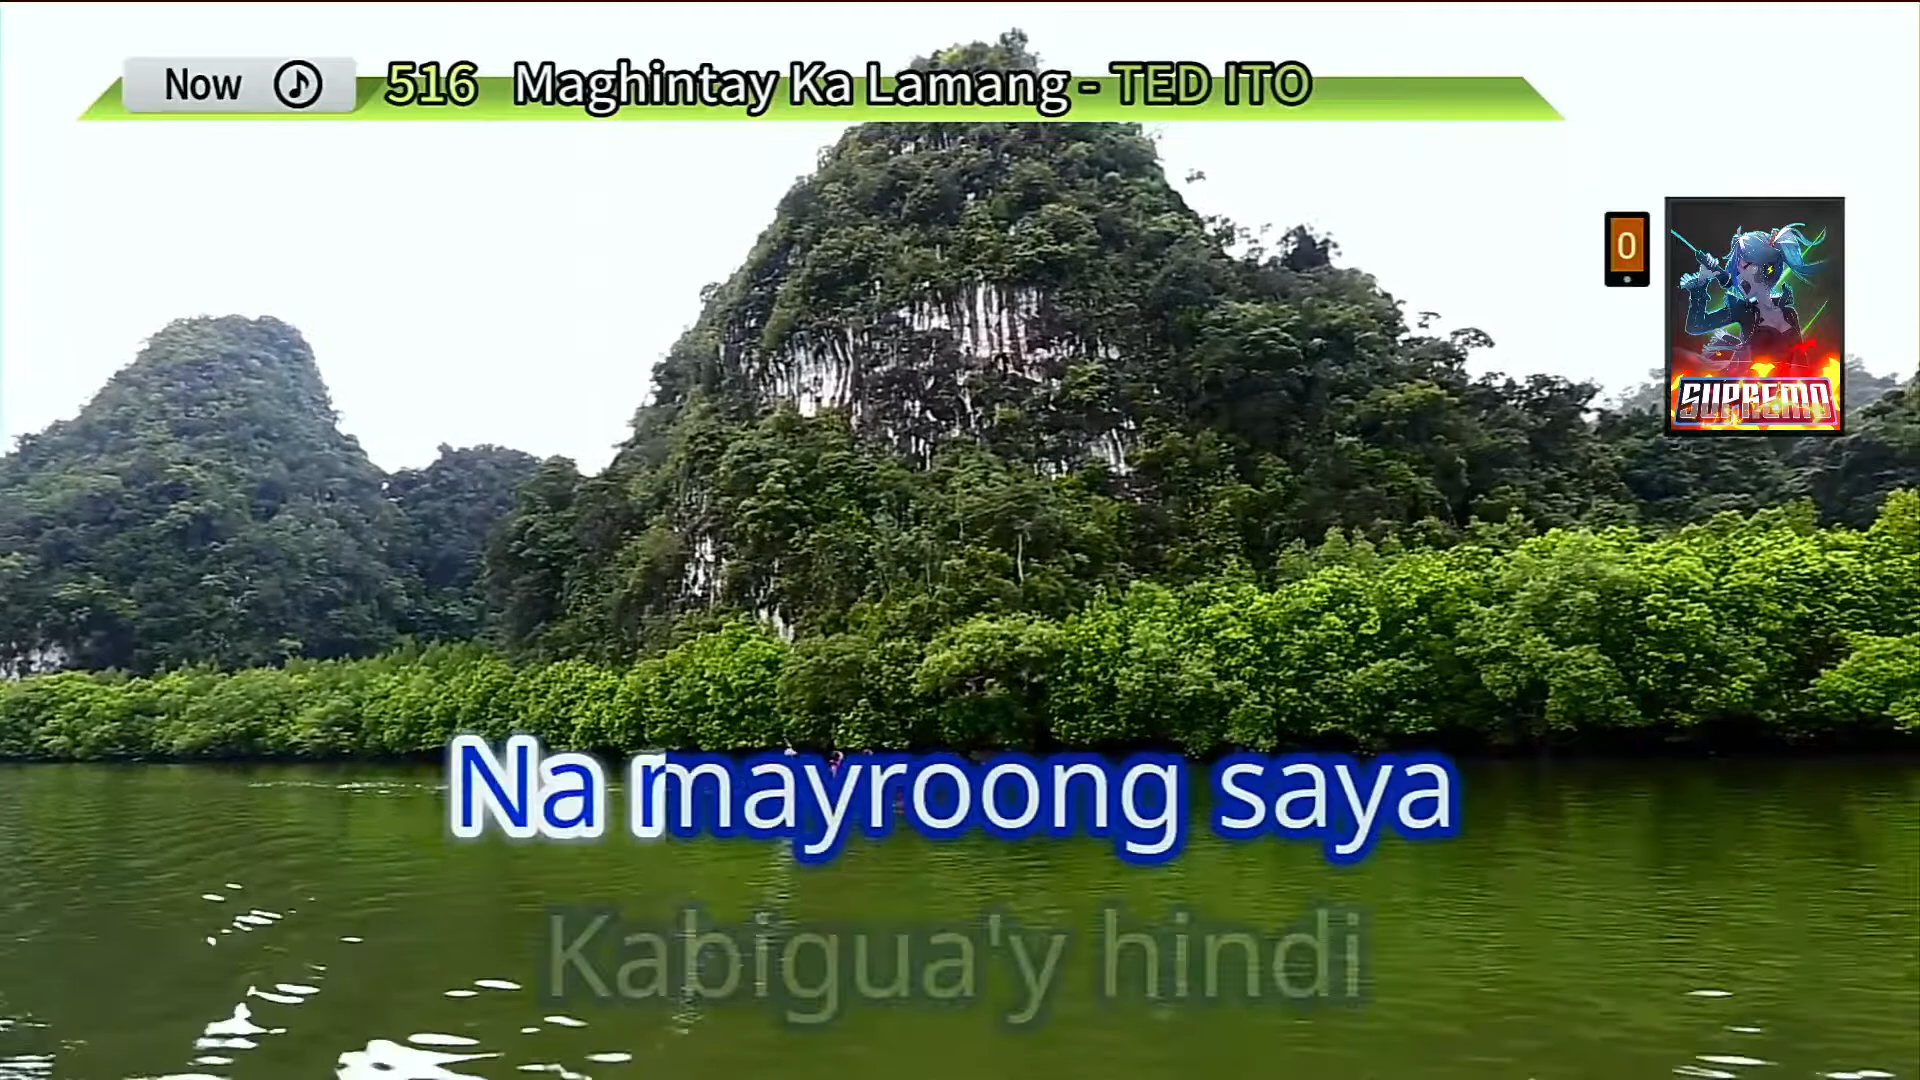 Now 516 Maghintay Ka Lamang - TED ITO
0
SUPREMO
Na mayroong saya
Kabigua'y hindi